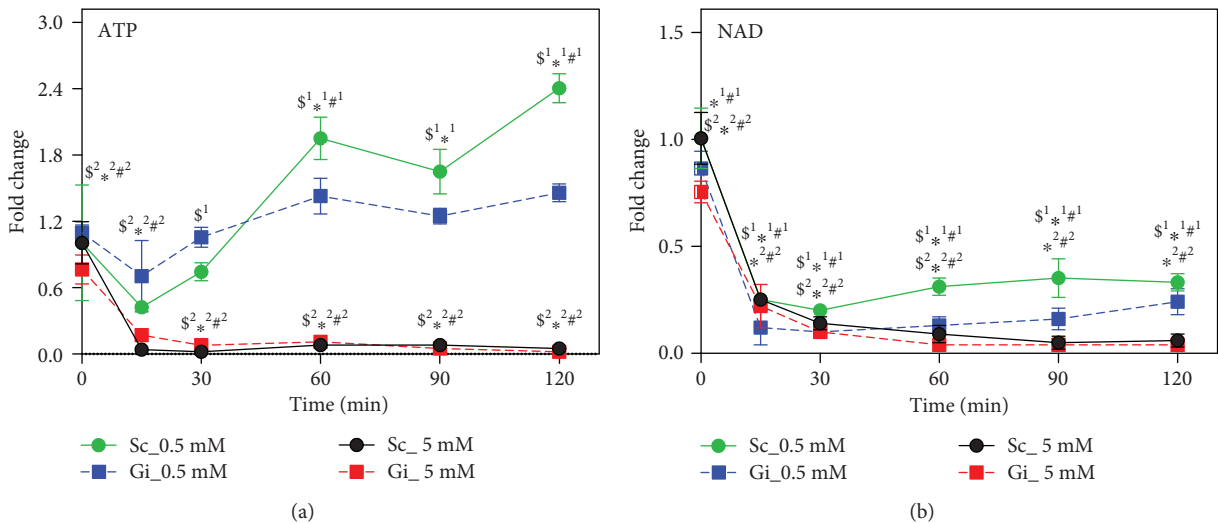 ATP
Fold change
3.0
2.4
1.8
1.2
0.6
0.0
$²*²#²
$²*²#²
$¹
$¹*¹#¹
$¹*¹
$¹*¹#¹
$²*²#²
$²*²#²
$²*²#²
$²*²#²
0 30 60 90 120
Time (min)
Sc_0.5 mM
Gi_0.5 mM
Sc_ 5 mM
Gi_ 5 mM
(a)
NAD
Fold change
1.5
1.0
0.5
0.0
*¹#¹
$²*²#²
$¹*¹#¹
*²#²
$¹*¹#¹
$²*²#²
$¹*¹#¹
$²*²#²
$¹*¹#¹
*²#²
$¹*¹#¹
*²#²
0 30 60 90 120
Time (min)
Sc_0.5 mM
Gi_0.5 mM
Sc_ 5 mM
Gi_ 5 mM
(b)